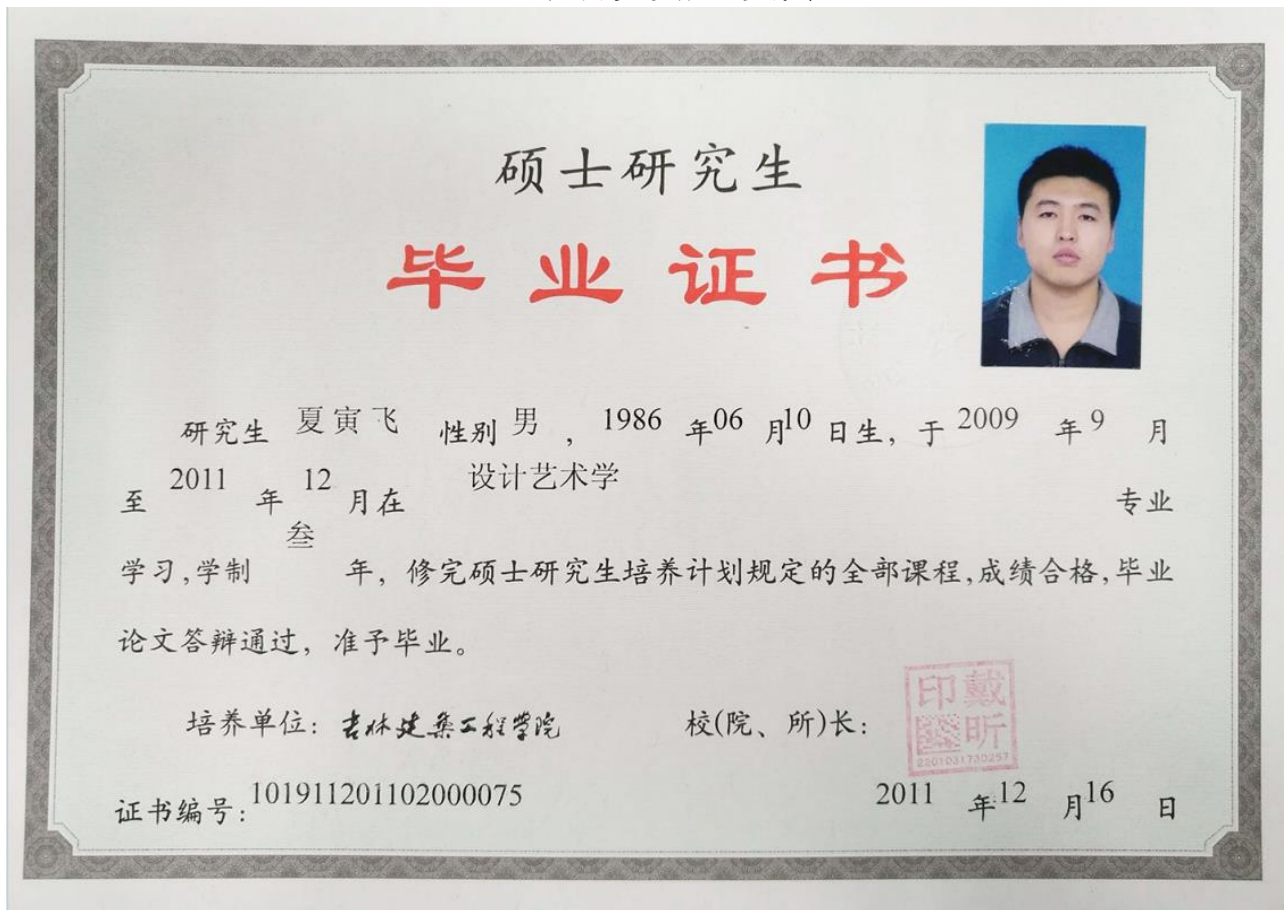 硕士研究生
毕业证书
研究生 夏寅飞 性别 男 , 1986 年 06 月 10 日生, 于 2009 年 9 月
至 2011 年 12 月在 设计艺术学 专业
学习,学制 叁 年, 修完硕士研究生培养计划规定的全部课程,成绩合格,毕业
论文答辩通过, 准予毕业。
培养单位: 吉林建筑工程学院 校(院、所)长: 戴昕印 2201031730257
证书编号: 101911201102000075 2011 年 12 月 16 日